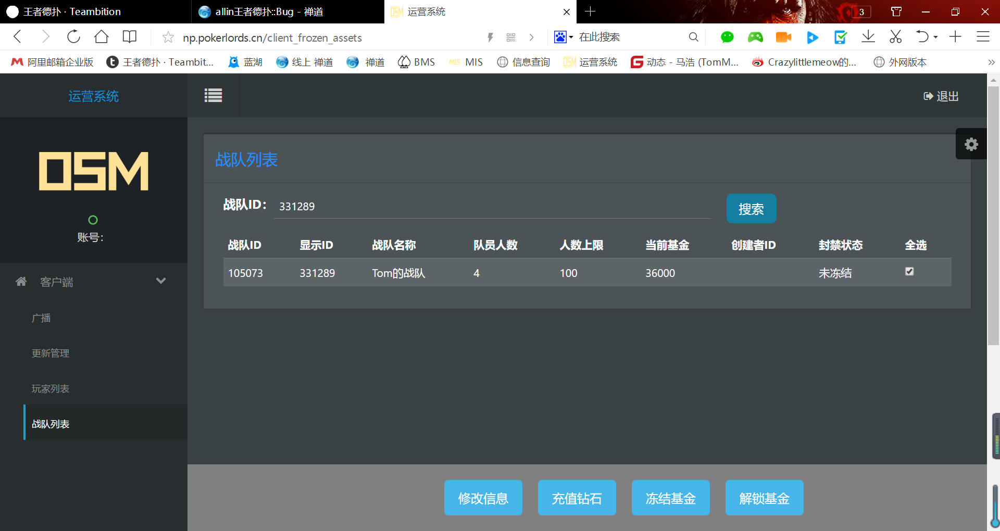 王者德扑 · Teambition
allin王者德扑::Bug - 禅道
运营系统
3
np.pokerlords.cn/client_frozen_assets
在此搜索
阿里邮箱企业版
王者德扑 · Teambit...
蓝湖
线上 禅道
禅道
BMS
MIS MIS
信息查询
运营系统
动态 - 马浩 (TomM...
Crazylittlemeow的...
外网版本
运营系统
退出
OSM
账号:
客户端
广播
更新管理
玩家列表
战队列表
战队列表
战队ID: 331289 搜索
战队ID 显示ID 战队名称 队员人数 人数上限 当前基金 创建者ID 封禁状态 全选
105073 331289 Tom的战队 4 100 36000 未冻结
修改信息 充值钻石 冻结基金 解锁基金